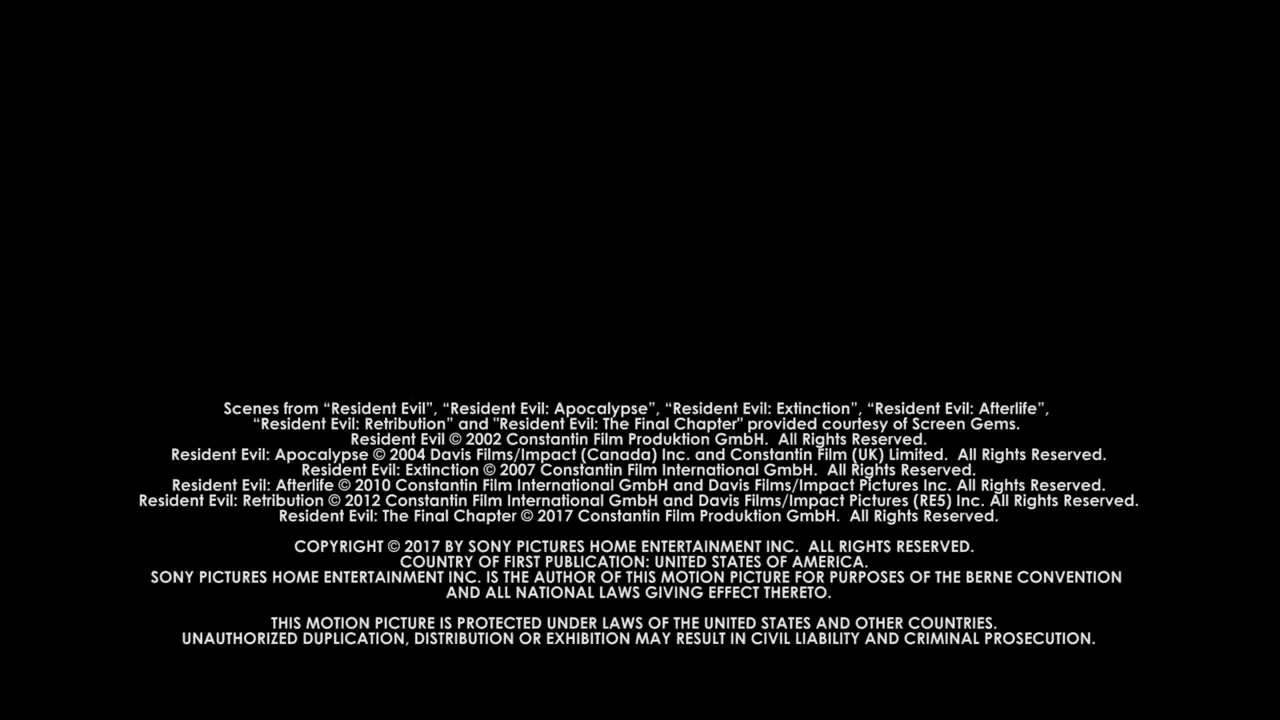 Scenes from “Resident Evil”, “Resident Evil: Apocalypse”, “Resident Evil: Extinction”, “Resident Evil: Afterlife”,
“Resident Evil: Retribution” and "Resident Evil: The Final Chapter" provided courtesy of Screen Gems.
Resident Evil © 2002 Constantin Film Produktion GmbH.  All Rights Reserved.
Resident Evil: Apocalypse © 2004 Davis Films/Impact (Canada) Inc. and Constantin Film (UK) Limited.  All Rights Reserved.
Resident Evil: Extinction © 2007 Constantin Film International GmbH.  All Rights Reserved.
Resident Evil: Afterlife © 2010 Constantin Film International GmbH and Davis Films/Impact Pictures Inc. All Rights Reserved.
Resident Evil: Retribution © 2012 Constantin Film International GmbH and Davis Films/Impact Pictures (RE5) Inc. All Rights Reserved.
Resident Evil: The Final Chapter © 2017 Constantin Film Produktion GmbH.  All Rights Reserved.
COPYRIGHT © 2017 BY SONY PICTURES HOME ENTERTAINMENT INC.  ALL RIGHTS RESERVED.
COUNTRY OF FIRST PUBLICATION: UNITED STATES OF AMERICA.
SONY PICTURES HOME ENTERTAINMENT INC. IS THE AUTHOR OF THIS MOTION PICTURE FOR PURPOSES OF THE BERNE CONVENTION
AND ALL NATIONAL LAWS GIVING EFFECT THERETO.
THIS MOTION PICTURE IS PROTECTED UNDER LAWS OF THE UNITED STATES AND OTHER COUNTRIES.
UNAUTHORIZED DUPLICATION, DISTRIBUTION OR EXHIBITION MAY RESULT IN CIVIL LIABILITY AND CRIMINAL PROSECUTION.